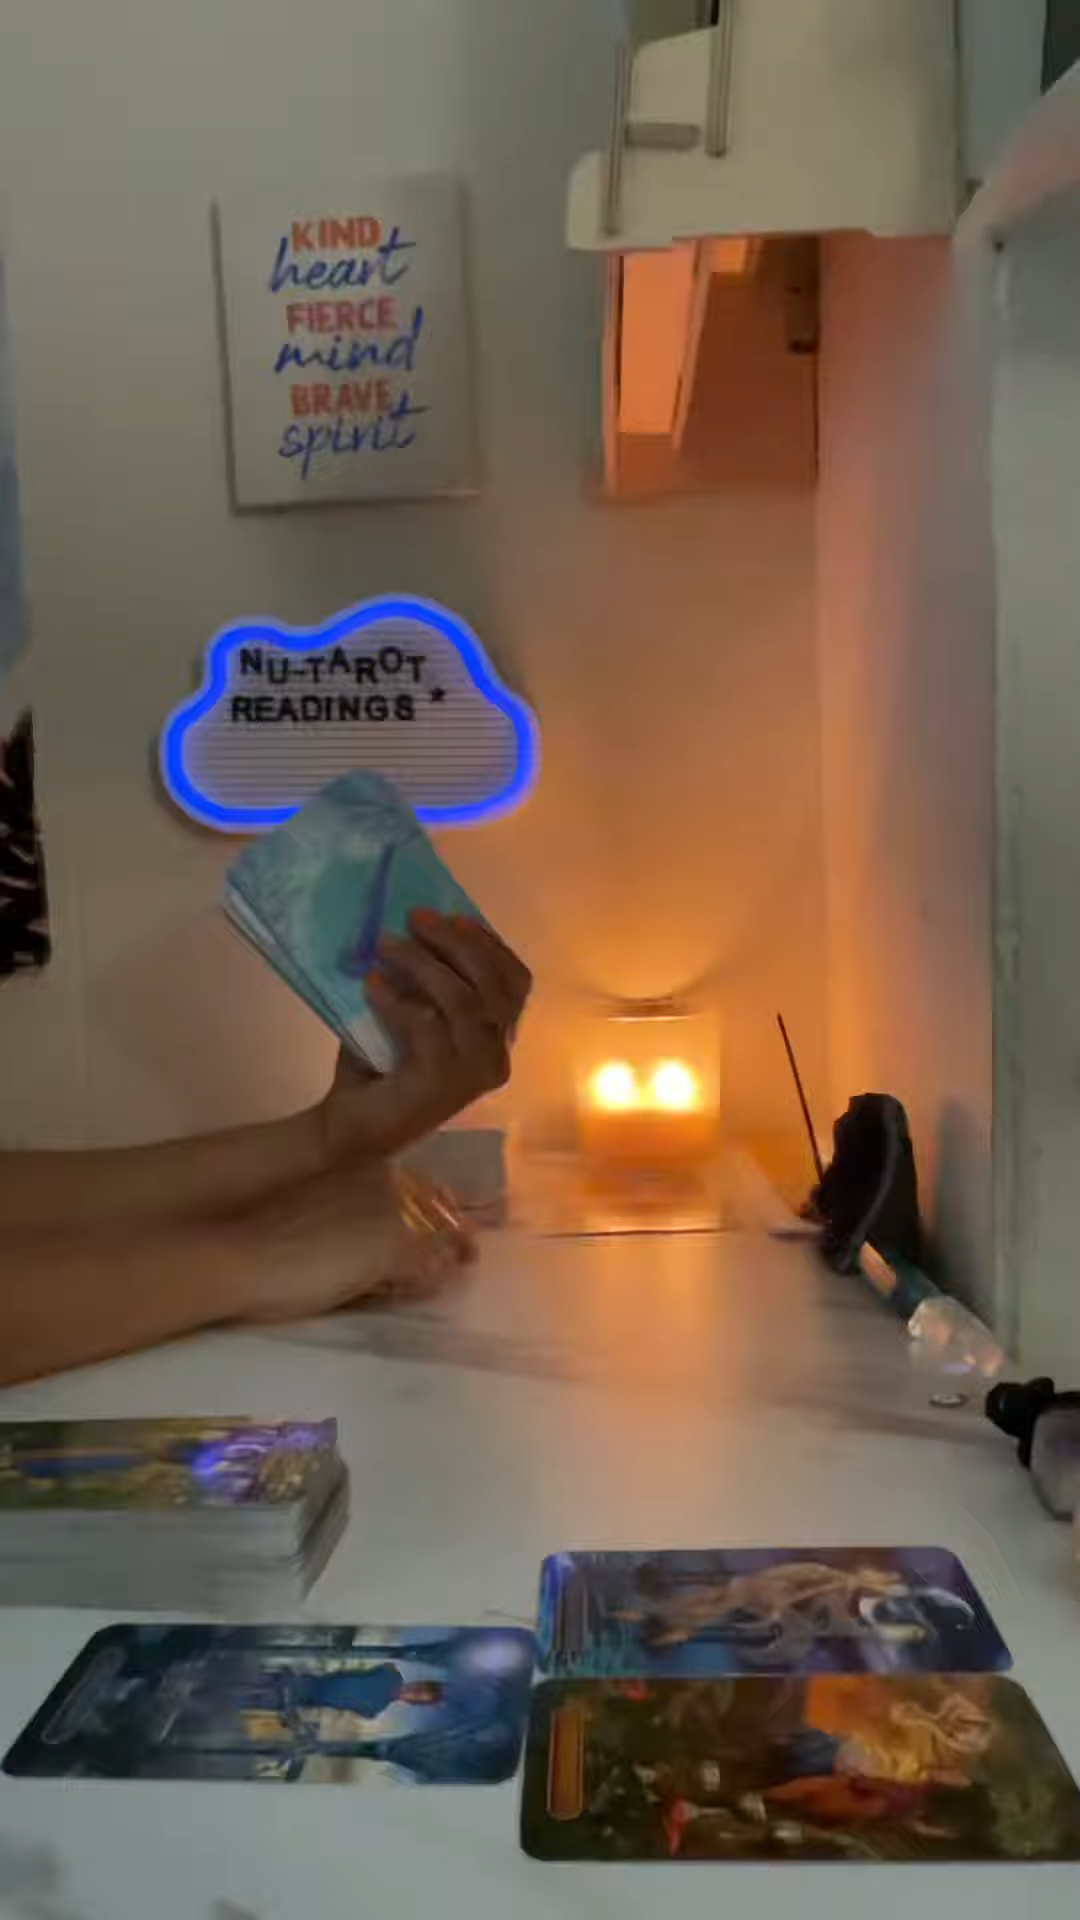 KIND
heart
FIERCE
mind
BRAVE
spirit
NU-TAROT
READINGS *